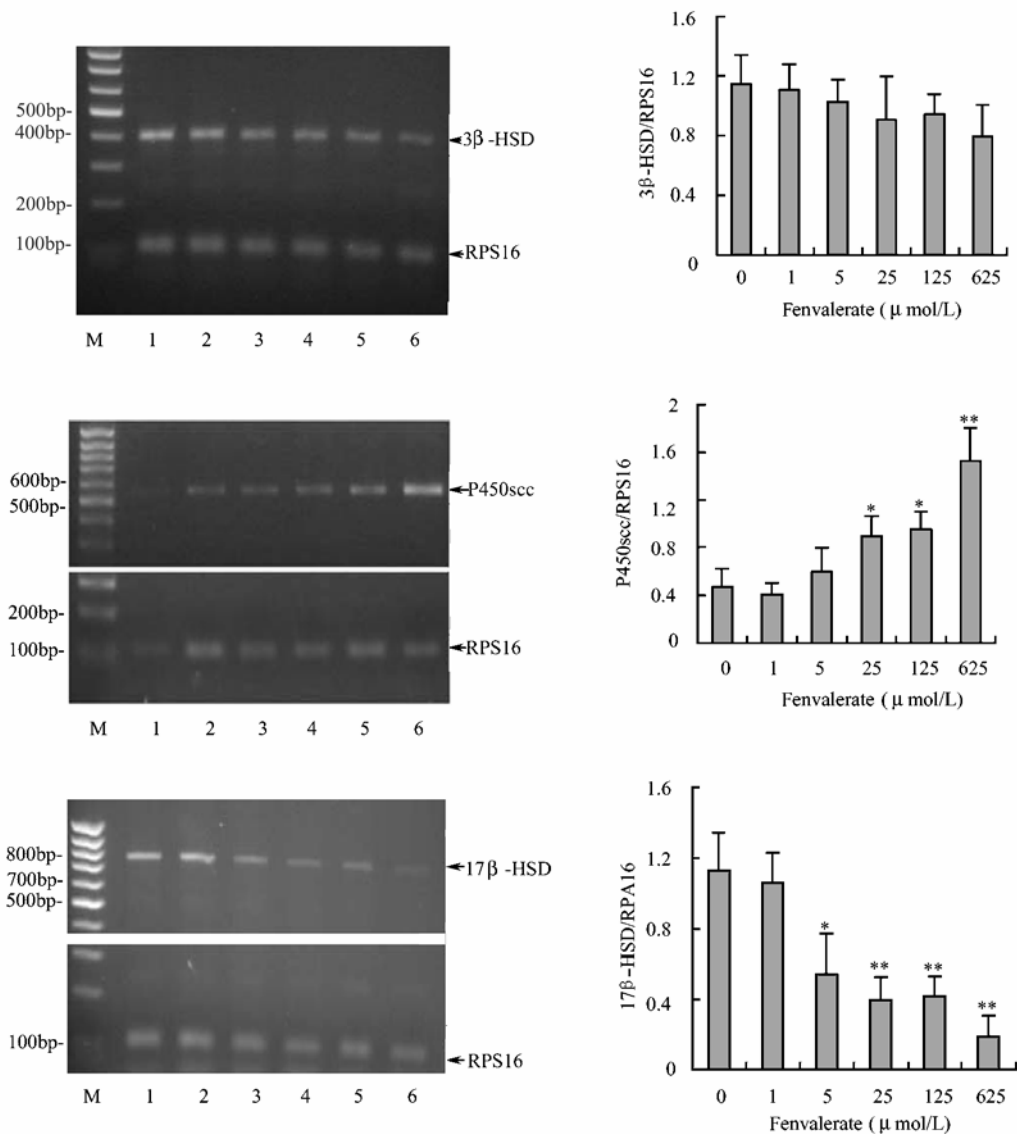 500bp-
400bp-
200bp-
100bp-
3β-HSD
RPS16
M 1 2 3 4 5 6
3β-HSD/RPS16
1.6
1.2
0.8
0.4
0
0 1 5 25 125 625
Fenvalerate ( μ mol/L)
600bp-
500bp-
200bp-
100bp-
P450scc
RPS16
M 1 2 3 4 5 6
P450scc/RPS16
2
1.6
1.2
0.8
0.4
0
* * **
0 1 5 25 125 625
Fenvalerate ( μ mol/L)
800bp-
700bp-
500bp-
100bp-
17β-HSD
RPS16
M 1 2 3 4 5 6
17β-HSD/RPA16
1.6
1.2
0.8
0.4
0
* ** ** **
0 1 5 25 125 625
Fenvalerate ( μ mol/L)